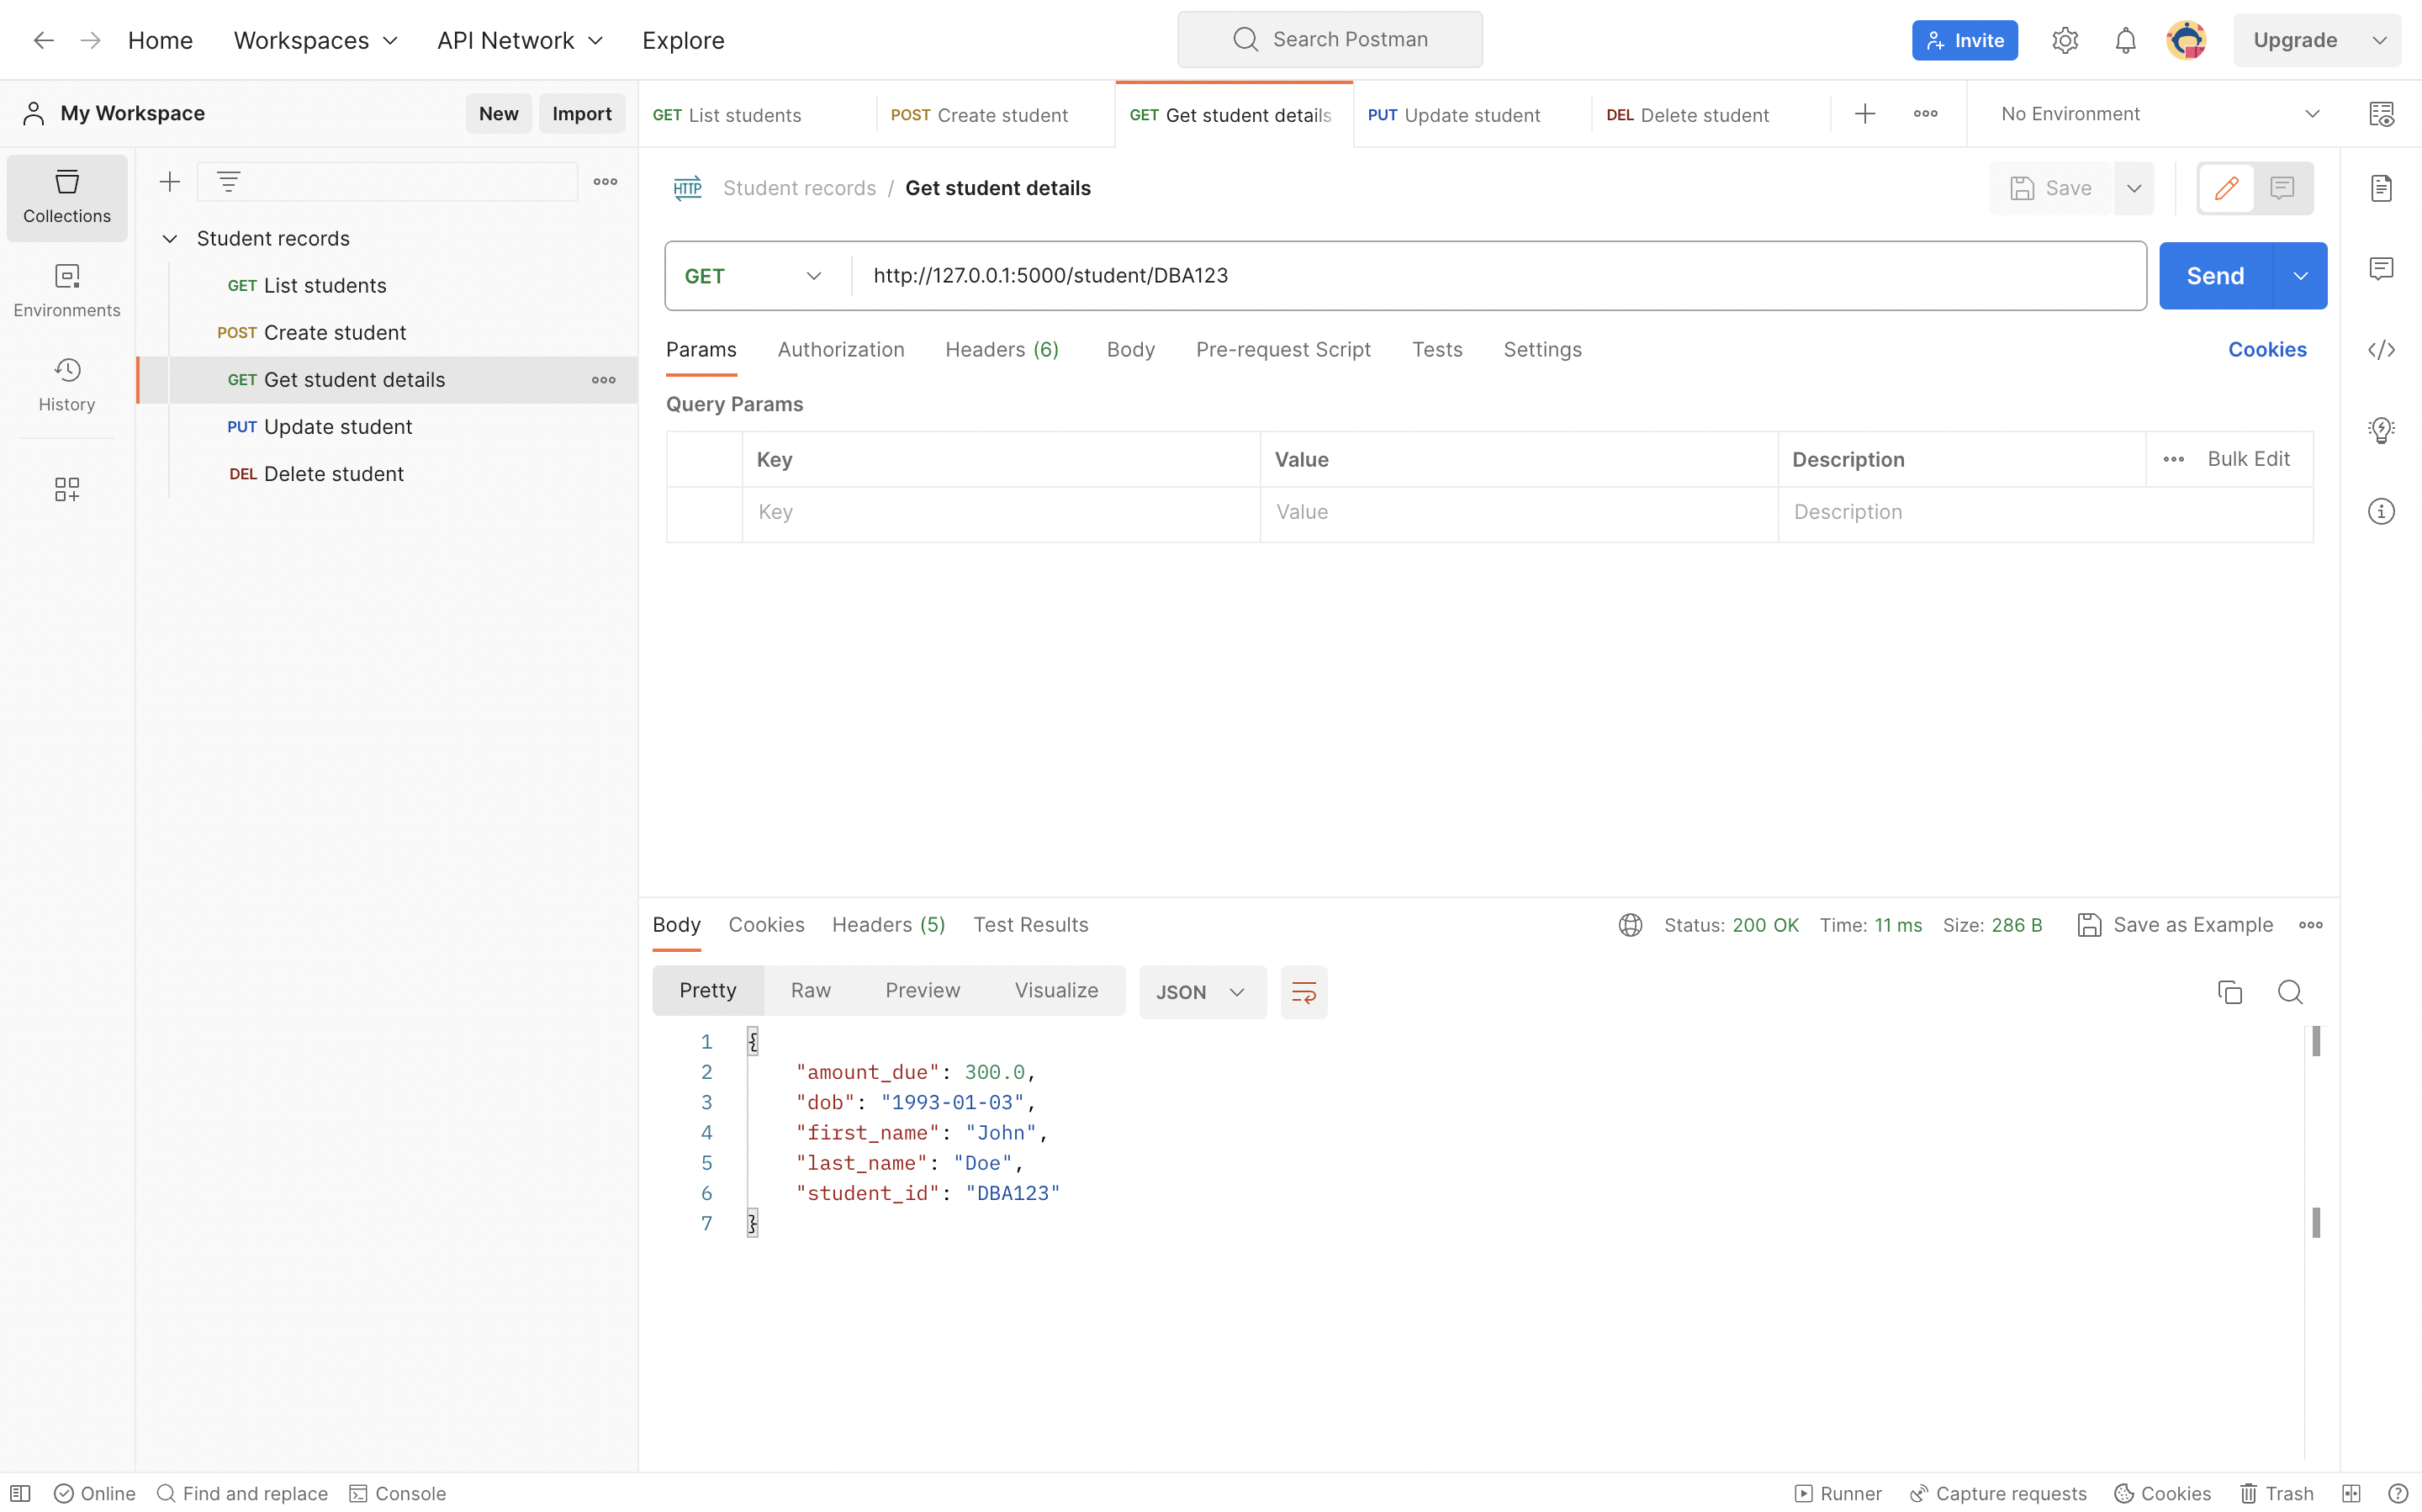 Home Workspaces API Network Explore Search Postman Invite Upgrade
My Workspace New Import GET List students POST Create student GET Get student details PUT Update student DEL Delete student No Environment
Collections
Environments
History
Student records
GET List students
POST Create student
GET Get student details
PUT Update student
DEL Delete student
HTTP Student records / Get student details Save
GET http://127.0.0.1:5000/student/DBA123 Send
Params Authorization Headers (6) Body Pre-request Script Tests Settings Cookies
Query Params
Key Value Description Bulk Edit
Key Value Description
Body Cookies Headers (5) Test Results Status: 200 OK Time: 11 ms Size: 286 B Save as Example
Pretty Raw Preview Visualize JSON
1 {
2 "amount_due": 300.0,
3 "dob": "1993-01-03",
4 "first_name": "John",
5 "last_name": "Doe",
6 "student_id": "DBA123"
7 }
Online Find and replace Console Runner Capture requests Cookies Trash